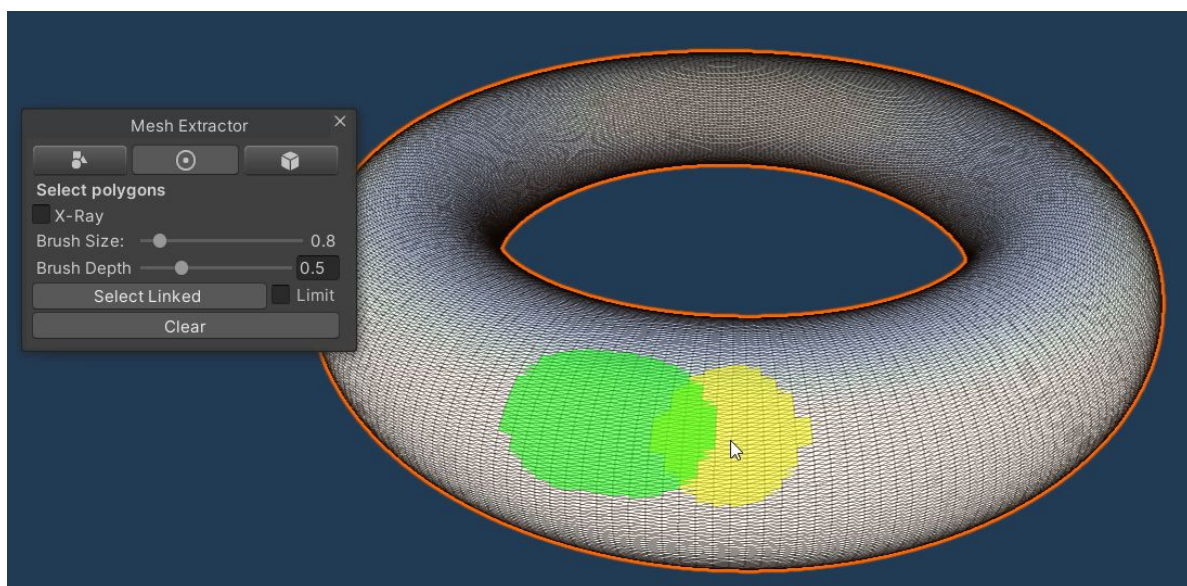 Mesh Extractor
Select polygons
X-Ray
Brush Size: 0.8
Brush Depth 0.5
Select Linked Limit
Clear